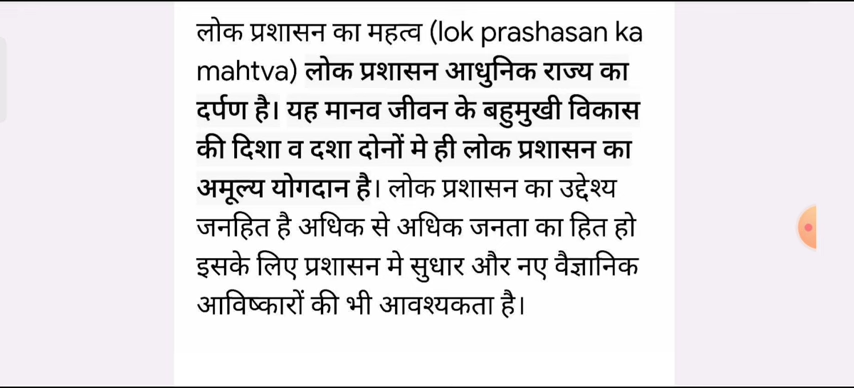 लोक प्रशासन का महत्व (lok prashasan ka
mahtva) लोक प्रशासन आधुनिक राज्य का
दर्पण है। यह मानव जीवन के बहुमुखी विकास
की दिशा व दशा दोनों मे ही लोक प्रशासन का
अमूल्य योगदान है। लोक प्रशासन का उद्देश्य
जनहित है अधिक से अधिक जनता का हित हो
इसके लिए प्रशासन मे सुधार और नए वैज्ञानिक
आविष्कारों की भी आवश्यकता है।